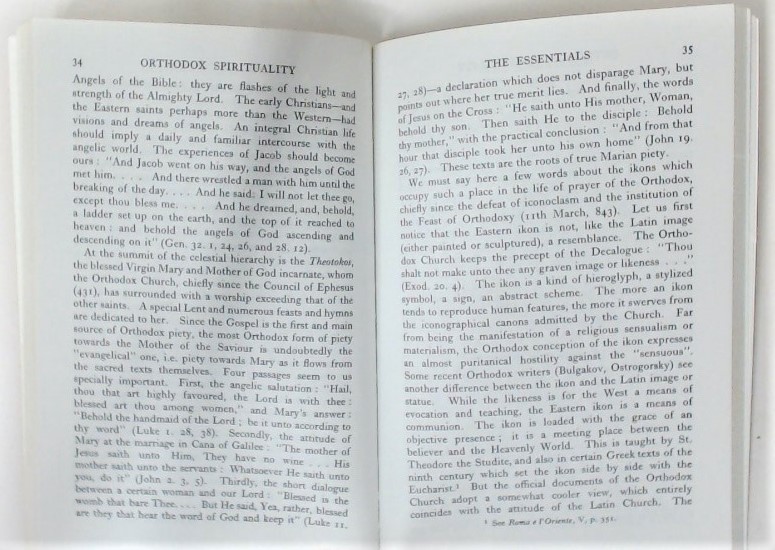 34 ORTHODOX SPIRITUALITY
Angels of the Bible: they are flashes of the light and
strength of the Almighty Lord. The early Christians—and
the Eastern saints perhaps more than the Western—had
visions and dreams of angels. An integral Christian life
should imply a daily and familiar intercourse with the
angelic world. The experiences of Jacob should become
ours: "And Jacob went on his way, and the angels of God
met him. . . . And there wrestled a man with him until the
breaking of the day. . . . And he said: I will not let thee go,
except thou bless me. . . . And he dreamed, and, behold,
a ladder set up on the earth, and the top of it reached to
heaven: and behold the angels of God ascending and
descending on it" (Gen. 32. 1, 24, 26, and 28. 12).
At the summit of the celestial hierarchy is the Theotokos,
the blessed Virgin Mary and Mother of God incarnate, whom
the Orthodox Church, chiefly since the Council of Ephesus
(431), has surrounded with a worship exceeding that of the
other saints. A special Lent and numerous feasts and hymns
are dedicated to her. Since the Gospel is the first and main
source of Orthodox piety, the most Orthodox form of piety
towards the Mother of the Saviour is undoubtedly the
"evangelical" one, i.e. piety towards Mary as it flows from
the sacred texts themselves. Four passages seem to us
specially important. First, the angelic salutation: "Hail,
thou that art highly favoured, the Lord is with thee:
blessed art thou among women," and Mary's answer:
"Behold the handmaid of the Lord; be it unto according to
thy word" (Luke 1. 28, 38). Secondly, the attitude of
Mary at the marriage in Cana of Galilee: "The mother of
Jesus saith unto Him, They have no wine . . . His
mother saith unto the servants: Whatsoever He saith unto
you, do it" (John 2. 3, 5). Thirdly, the short dialogue
between a certain woman and our Lord: "Blessed is the
womb that bare Thee. . . . But He said, Yea, rather, blessed
are they that hear the word of God and keep it" (Luke 11.
THE ESSENTIALS 35
27, 28)—a declaration which does not disparage Mary, but
points out where her true merit lies. And finally, the words
of Jesus on the Cross: "He saith unto His mother, Woman,
behold thy son. Then saith He to the disciple: Behold
thy mother," with the practical conclusion: "And from that
hour that disciple took her unto his own home" (John 19.
26, 27). These texts are the roots of true Marian piety.
We must say here a few words about the ikons which
occupy such a place in the life of prayer of the Orthodox,
chiefly since the defeat of iconoclasm and the institution of
the Feast of Orthodoxy (11th March, 843). Let us first
notice that the Eastern ikon is not, like the Latin image
(either painted or sculptured), a resemblance. The Ortho-
dox Church keeps the precept of the Decalogue: "Thou
shalt not make unto thee any graven image or likeness . . ."
(Exod. 20. 4). The ikon is a kind of hieroglyph, a stylized
symbol, a sign, an abstract scheme. The more an ikon
tends to reproduce human features, the more it swerves from
the iconographical canons admitted by the Church. Far
from being the manifestation of a religious sensualism or
materialism, the Orthodox conception of the ikon expresses
an almost puritanical hostility against the "sensuous".
Some recent Orthodox writers (Bulgakov, Ostrogorsky) see
another difference between the ikon and the Latin image or
statue. While the likeness is for the West a means of
evocation and teaching, the Eastern ikon is a means of
communion. The ikon is loaded with the grace of an
objective presence; it is a meeting place between the
believer and the Heavenly World. This is taught by St.
Theodore the Studite, and also in certain Greek texts of the
ninth century which set the ikon side by side with the
Eucharist.¹ But the official documents of the Orthodox
Church adopt a somewhat cooler view, which entirely
coincides with the attitude of the Latin Church. The
¹ See Roma e l'Oriente, V, p. 351.